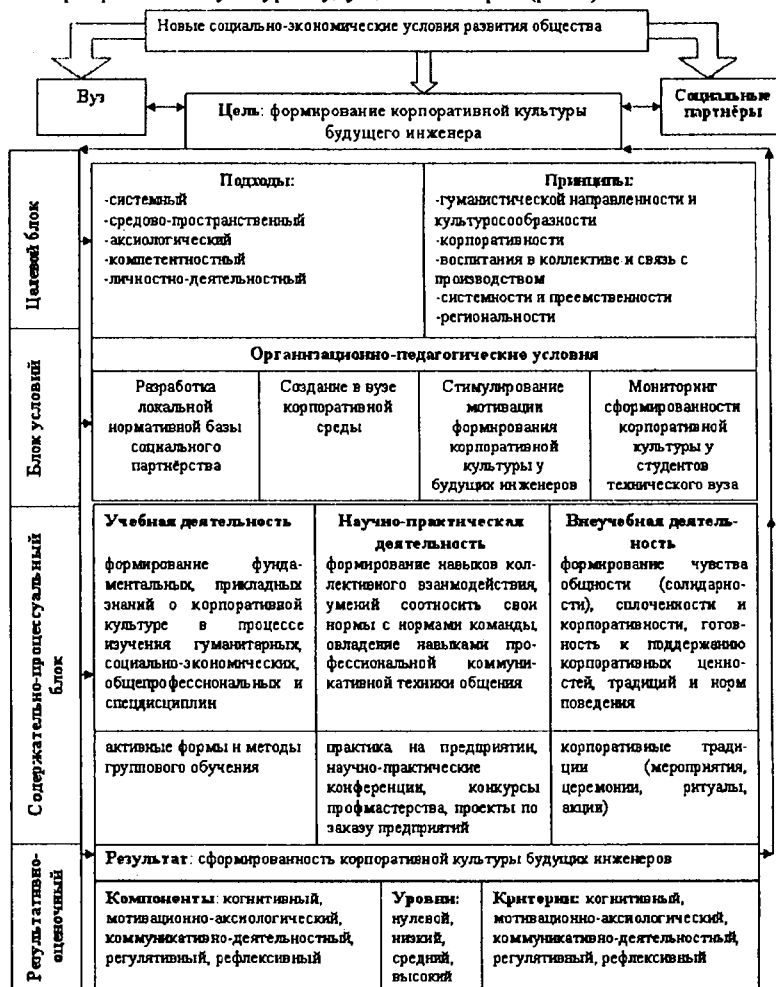 Новые социально-экономические условия развития общества
Вуз
Социальные
партнёры
Цель: формирование корпоративной культуры
будущего инженера
Целевой блок
Подходы:
-системный
-средово-пространственный
-аксиологический
-компетентностный
-личностно-деятельностный
Принципы:
-гуманистической направленности и
культуросообразности
-корпоративности
-воспитания в коллективе и связь с
производством
-системности и преемственности
-региональности
Блок условий
Организационно-педагогические условия
Разработка
локальной
нормативной базы
социального
партнёрства
Создание в вузе
корпоративной
среды
Стимулирование
мотивации
формирования
корпоративной
культуры у
будущих инженеров
Мониторинг
сформированности
корпоративной
культуры у
студентов
технического вуза
Содержательно-процессуальный
блок
Учебная деятельность
формирование фунда-
ментальных, прикладных
знаний о корпоративной
культуре в процессе
изучения гуманитарных,
социально-экономических,
общепрофессиональных и
спецдисциплин
Научно-практическая
деятельность
формирование навыков кол-
лективного взаимодействия,
умений соотносить свои
нормы с нормами команды,
овладение навыками про-
фессиональной коммуни-
кативной техники общения
Внеучебная деятель-
ность
формирование чувства
общности (солидарно-
сти), сплоченности и
корпоративности, готов-
ность к поддержанию
корпоративных ценно-
стей, традиций и норм
поведения
активные формы и методы
группового обучения
практика на предприятии,
научно-практические
конференции, конкурсы
профмастерства, проекты по
заказу предприятий
корпоративные тради-
ции (мероприятия,
церемонии, ритуалы,
акции)
Результативно-
оценочный
Результат: сформированность корпоративной культуры будущих инженеров
Компоненты: когнитивный,
мотивационно-аксиологический,
коммуникативно-деятельностный,
регулятивный, рефлексивный
Уровни:
нулевой,
низкий,
средний,
высокий
Критерии: когнитивный,
мотивационно-аксиологический,
коммуникативно-деятельностный,
регулятивный, рефлексивный